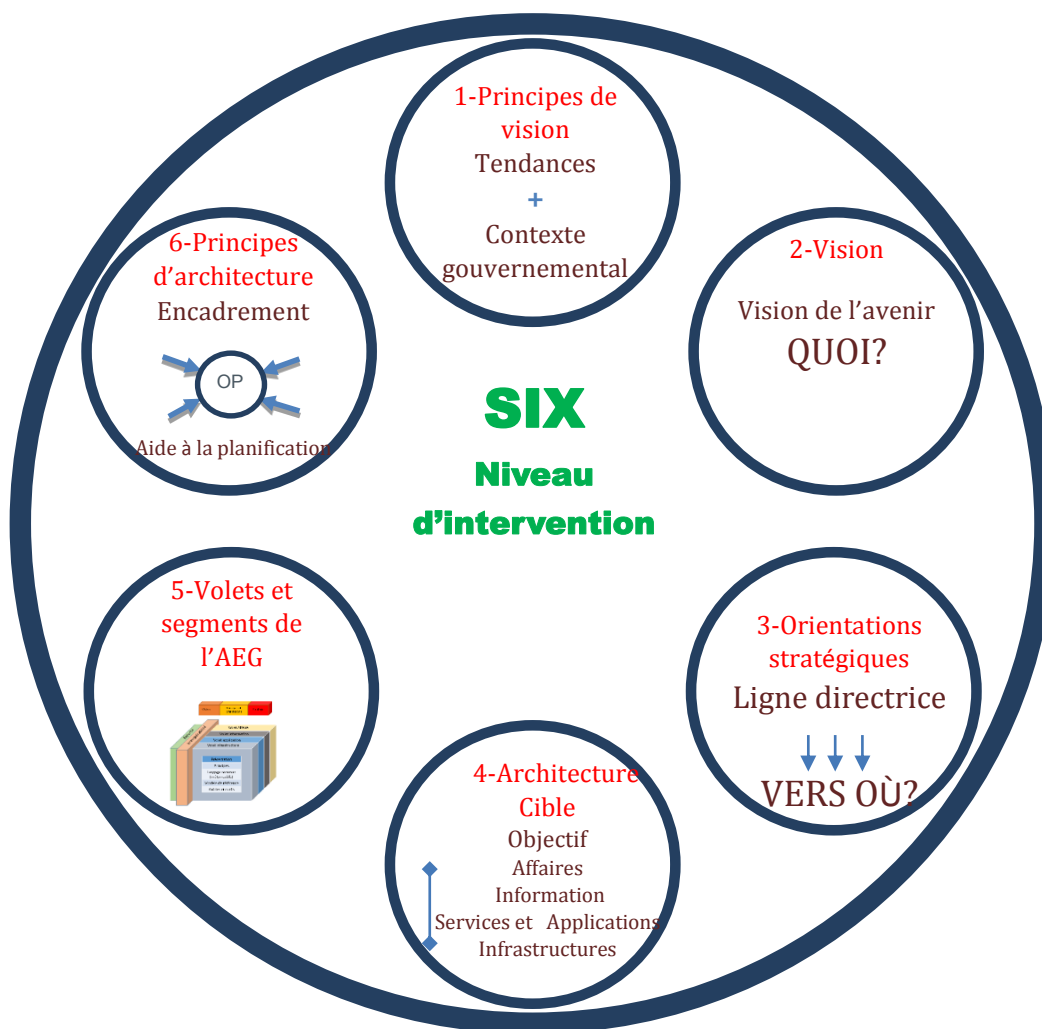 1-Principes de
vision
Tendances
+
Contexte
gouvernemental
2-Vision
Vision de l'avenir
QUOI?
3-Orientations
stratégiques
Ligne directrice
VERS OÙ?
4-Architecture
Cible
Objectif
Affaires
Information
Services et Applications
Infrastructures
5-Volets et
segments de
l'AEG
6-Principes
d'architecture
Encadrement
OP
Aide à la planification
SIX
Niveau
d'intervention